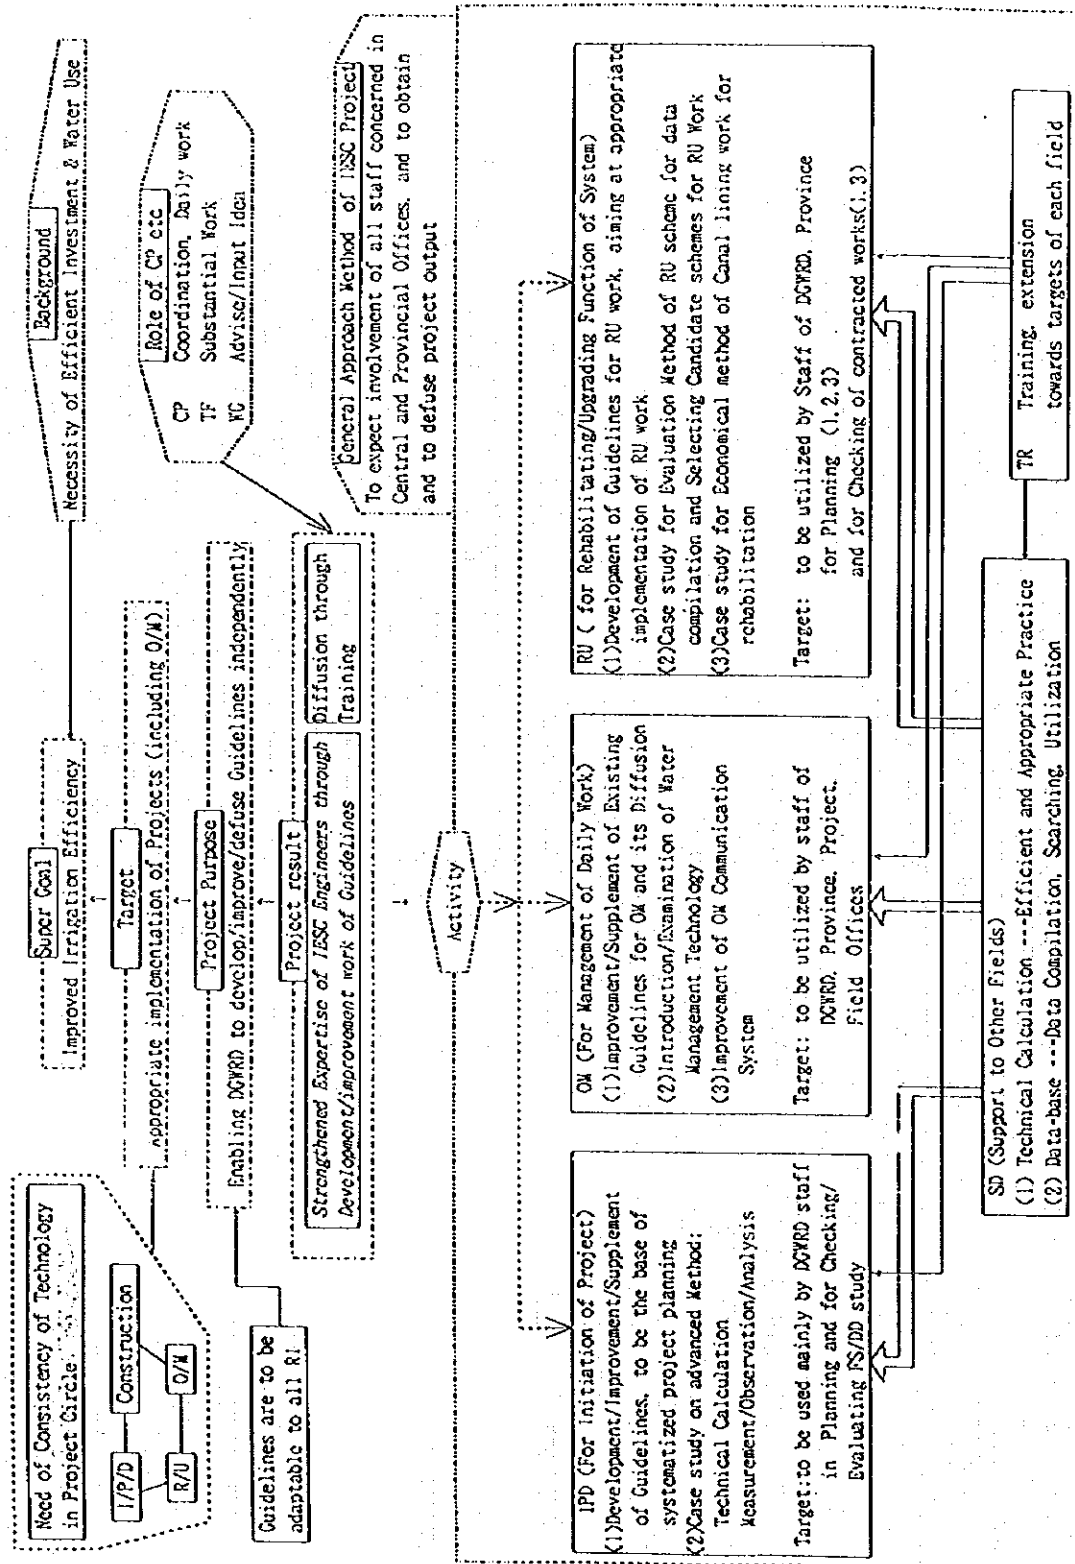 Need of Consistency of Technology
in Project Circle
I/P/D
Construction
R/U
O/M
Guidelines are to be
adaptable to all RI
Super Goal
Improved Irrigation Efficiency
Target
Appropriate implementation of Projects (including O/M)
Project Purpose
Enabling DGWRD to develop/improve/defuse Guidelines independently
Project result
Strengthened Expertise of IESC Engineers through
Development/improvement work of Guidelines
Diffusion through
Training
Background
Necessity of Efficient Investment & Water Use
Role of CP etc
CP Coordination, Daily work
TF Substantial Work
WG Advise/Input Idea
General Approach Method of IESC Project
To expect involvement of all staff concerned in
Central and Provincial Offices, and to obtain
and to defuse project output
Activity
IPD (For Initiation of Project)
(1)Development/Improvement/Supplement
of Guidelines, to be the base of
systematized project planning
(2)Case study on advanced Method:
Technical Calculation
Measurement/Observation/Analysis
Target:to be used mainly by DGWRD staff
in Planning and for Checking/
Evaluating FS/DD study
OM (For Management of Daily Work)
(1)Improvement/Supplement of Existing
Guidelines for OM and its Diffusion
(2)Introduction/Examination of Water
Management Technology
(3)Improvement of OM Communication
System
Target: to be utilized by staff of
DGWRD, Province, Project,
Field Offices
RU ( for Rehabilitating/Upgrading Function of System)
(1)Development of Guidelines for RU work, aiming at appropriate
implementation of RU work
(2)Case study for Evaluation Method of RU scheme for data
compilation and Selecting Candidate schemes for RU Work
(3)Case study for Economical method of Canal lining work for
rehabilitation
Target: to be utilized by Staff of DGWRD, Province
for Planning (1,2,3)
and for Checking of contracted works(1,3)
SD (Support to Other Fields)
(1) Technical Calculation ---Efficient and Appropriate Practice
(2) Data-base ---Data Compilation, Searching, Utilization
TR Training, extension
towards targets of each field